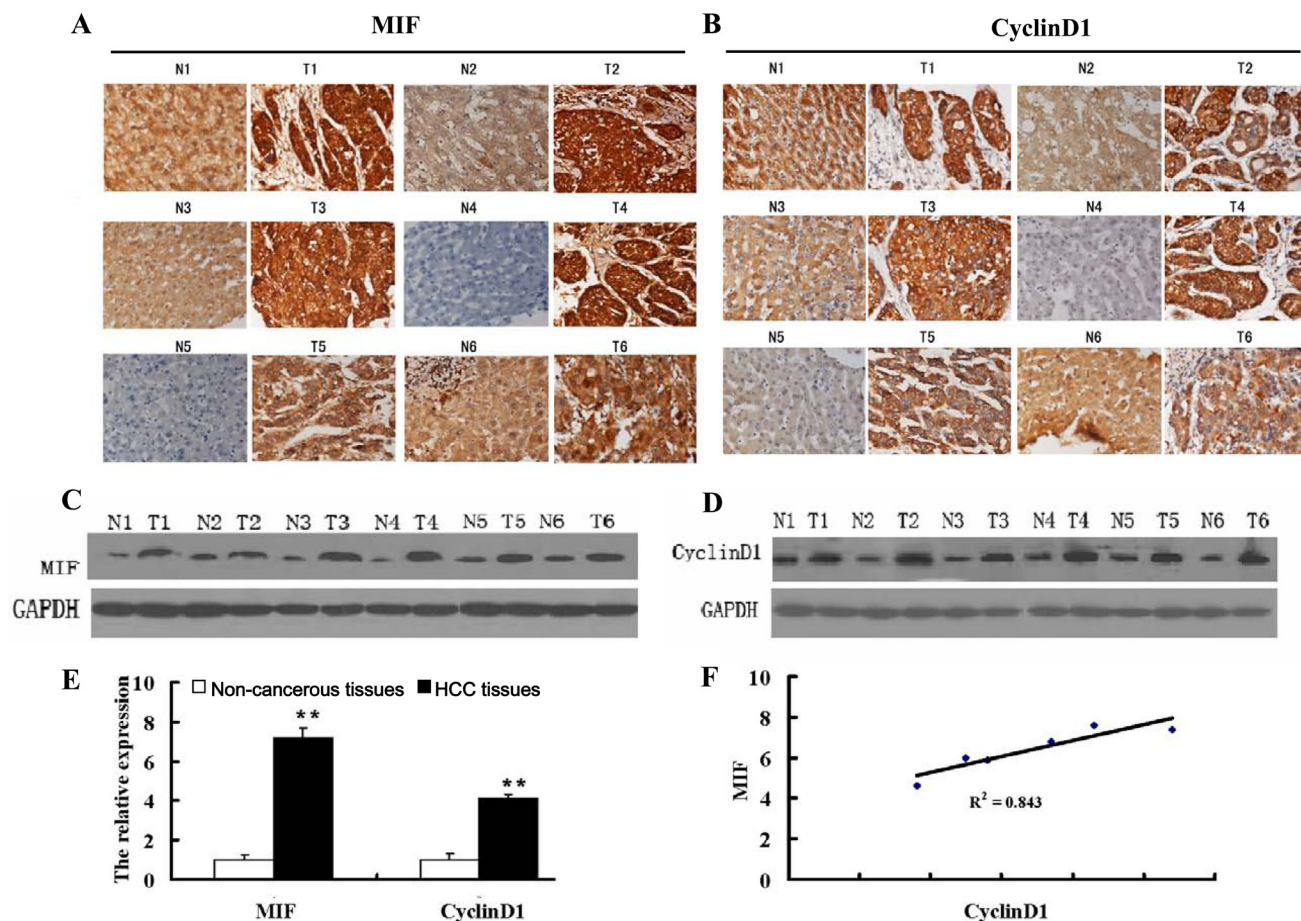 A MIF
N1 T1 N2 T2
N3 T3 N4 T4
N5 T5 N6 T6
B CyclinD1
N1 T1 N2 T2
N3 T3 N4 T4
N5 T5 N6 T6
C
N1 T1 N2 T2 N3 T3 N4 T4 N5 T5 N6 T6
MIF
GAPDH
D
N1 T1 N2 T2 N3 T3 N4 T4 N5 T5 N6 T6
CyclinD1
GAPDH
E
The relative expression
Non-cancerous tissues HCC tissues
10
8
6
4
2
0
**
**
MIF CyclinD1
F
MIF
10
8
6
4
2
0
R² = 0.843
CyclinD1